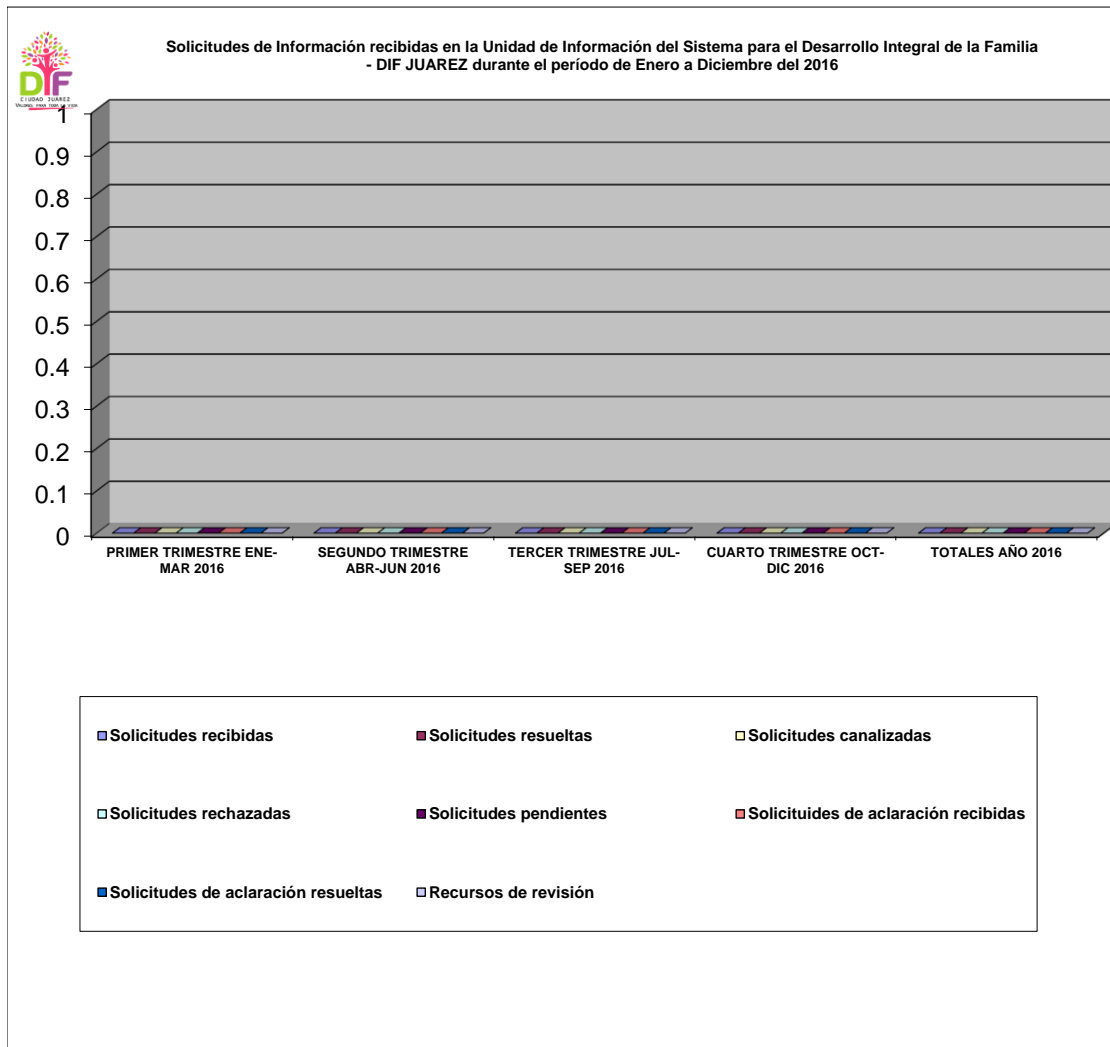 Solicitudes de Información recibidas en la Unidad de Información del Sistema para el Desarrollo Integral de la Familia
- DIF JUAREZ durante el período de Enero a Diciembre del 2016
DIF
CIUDAD JUAREZ
VALORES PARA TODA LA VIDA
1
0.9
0.8
0.7
0.6
0.5
0.4
0.3
0.2
0.1
0
PRIMER TRIMESTRE ENE-
MAR 2016
SEGUNDO TRIMESTRE
ABR-JUN 2016
TERCER TRIMESTRE JUL-
SEP 2016
CUARTO TRIMESTRE OCT-
DIC 2016
TOTALES AÑO 2016
Solicitudes recibidas
Solicitudes resueltas
Solicitudes canalizadas
Solicitudes rechazadas
Solicitudes pendientes
Solicituides de aclaración recibidas
Solicitudes de aclaración resueltas
Recursos de revisión